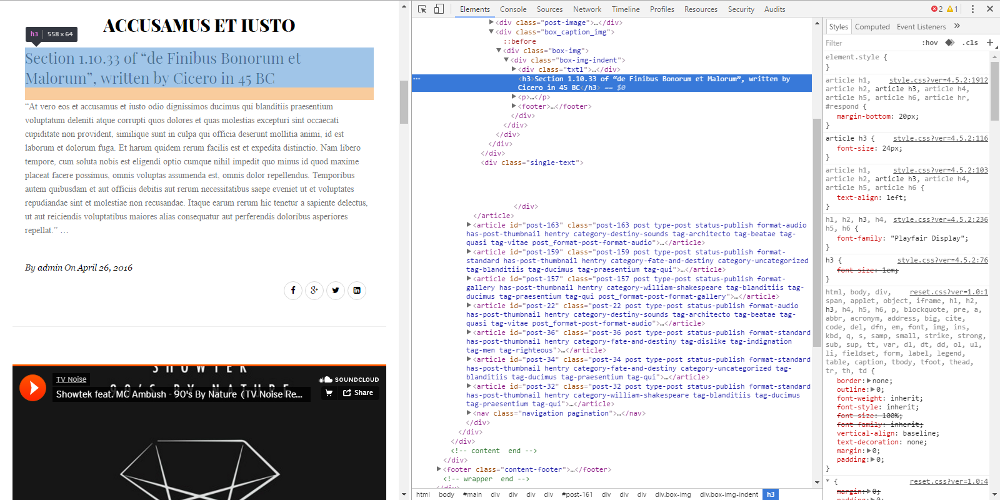 ACCUSAMUS ET IUSTO
h3 | 558 × 64
Section 1.10.33 of “de Finibus Bonorum et
Malorum”, written by Cicero in 45 BC
“At vero eos et accusamus et iusto odio dignissimos ducimus qui blanditiis praesentium
voluptatum deleniti atque corrupti quos dolores et quas molestias excepturi sint occaecati
cupiditate non provident, similique sunt in culpa qui officia deserunt mollitia animi, id est
laborum et dolorum fuga. Et harum quidem rerum facilis est et expedita distinctio. Nam libero
tempore, cum soluta nobis est eligendi optio cumque nihil impedit quo minus id quod maxime
placeat facere possimus, omnis voluptas assumenda est, omnis dolor repellendus. Temporibus
autem quibusdam et aut officiis debitis aut rerum necessitatibus saepe eveniet ut et voluptates
repudiandae sint et molestiae non recusandae. Itaque earum rerum hic tenetur a sapiente delectus,
ut aut reiciendis voluptatibus maiores alias consequatur aut perferendis doloribus asperiores
repellat.” …
By admin On April 26, 2016
SHOWTEK
TV Noise
SOUNDCLOUD
90'S BY NATURE
Showtek feat. MC Ambush - 90's By Nature (TV Noise Re...
Share
Elements Console Sources Network Timeline Profiles Resources Security Audits 2 1
<div class="post-image">…</div>
<div class="box_caption_img">
::before
<div class="box-img">
<div class="box-img-indent">
<div class="txt1">…</div>
<h3>Section 1.10.33 of “de Finibus Bonorum et Malorum”, written by
Cicero in 45 BC</h3> == $0
<p>…</p>
<footer>…</footer>
</div>
</div>
</div>
</div>
</div>
<div class="single-text">
</div>
</article>
<article id="post-163" class="post-163 post type-post status-publish format-audio
has-post-thumbnail hentry category-destiny-sounds tag-architecto tag-beatae tag-
quasi tag-vitae post_format-post-format-audio">…</article>
<article id="post-159" class="post-159 post type-post status-publish format-
standard has-post-thumbnail hentry category-fate-and-destiny category-uncategorized
tag-blanditiis tag-ducimus tag-praesentium tag-qui">…</article>
<article id="post-157" class="post-157 post type-post status-publish format-
gallery has-post-thumbnail hentry category-william-shakespeare tag-blanditiis tag-
ducimus tag-praesentium tag-qui post_format-post-format-gallery">…</article>
<article id="post-22" class="post-22 post type-post status-publish format-audio
has-post-thumbnail hentry category-destiny-sounds tag-architecto tag-beatae tag-
quasi tag-vitae post_format-post-format-audio">…</article>
<article id="post-36" class="post-36 post type-post status-publish format-standard
has-post-thumbnail hentry category-fate-and-destiny tag-dislike tag-indignation
tag-men tag-righteous">…</article>
<article id="post-34" class="post-34 post type-post status-publish format-standard
has-post-thumbnail hentry category-fate-and-destiny category-uncategorized tag-
blanditiis tag-ducimus tag-praesentium tag-qui">…</article>
<article id="post-32" class="post-32 post type-post status-publish format-standard
has-post-thumbnail hentry category-william-shakespeare tag-blanditiis tag-ducimus
tag-praesentium tag-qui">…</article>
<nav class="navigation pagination">…</nav>
</div>
</div>
</div>
<!-- content  end -->
</div>
<footer class="content-footer">…</footer>
<!-- wrapper  end -->
</div>
html body #main div div div div #post-161 div div div div.box-img div.box-img-indent h3
Styles Computed Event Listeners »
Filter :hov .cls +
element.style {
}
article h1, style.css?ver=4.5.2:1912
article h2, article h3, article h4,
article h5, article h6, article hr,
#respond {
margin-bottom: 20px;
}
article h3 { style.css?ver=4.5.2:116
font-size: 24px;
}
article h1, style.css?ver=4.5.2:103
article h2, article h3, article h4,
article h5, article h6 {
text-align: left;
}
h1, h2, h3, h4, style.css?ver=4.5.2:236
h5, h6 {
font-family: "Playfair Display";
}
h3 { style.css?ver=4.5.2:76
font-size: 1em;
}
html, body, div, reset.css?ver=1.0:1
span, applet, object, iframe, h1, h2,
h3, h4, h5, h6, p, blockquote, pre, a,
abbr, acronym, address, big, cite,
code, del, dfn, em, font, img, ins,
kbd, q, s, samp, small, strike, strong,
sub, sup, tt, var, dl, dt, dd, ol, ul,
li, fieldset, form, label, legend,
table, caption, tbody, tfoot, thead,
tr, th, td {
border: none;
outline: 0;
font-weight: inherit;
font-style: inherit;
font-size: 100%;
font-family: inherit;
vertical-align: baseline;
text-decoration: none;
margin: 0;
padding: 0;
}
* { reset.css?ver=1.0:4
margin: 0;
padding: 0;